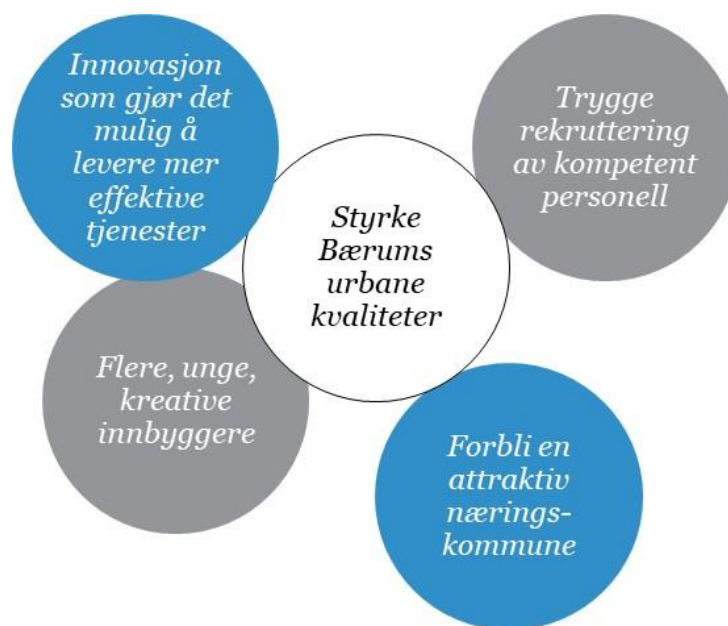 Innovasjon
som gjør det
mulig å
levere mer
effektive
tjenester
Trygge
rekruttering
av kompetent
personell
Styrke
Bærums
urbane
kvaliteter
Flere, unge,
kreative
innbyggere
Forbli en
attraktiv
nærings-
kommune